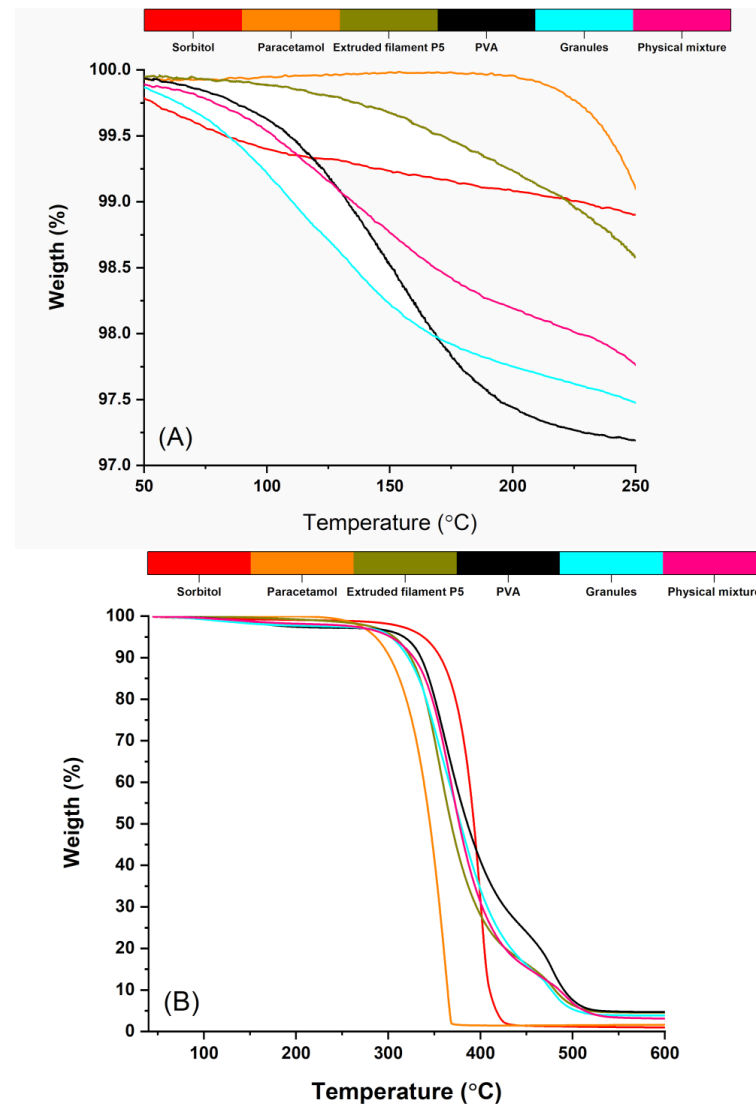 Sorbitol Paracetamol Extruded filament P5 PVA Granules Physical mixture
100.0
99.5
99.0
98.5
98.0
97.5
97.0
Weigth (%)
(A)
50 100 150 200 250
Temperature (°C)
Sorbitol Paracetamol Extruded filament P5 PVA Granules Physical mixture
100
90
80
70
60
50
40
30
20
10
0
Weigth (%)
(B)
100 200 300 400 500 600
Temperature (°C)